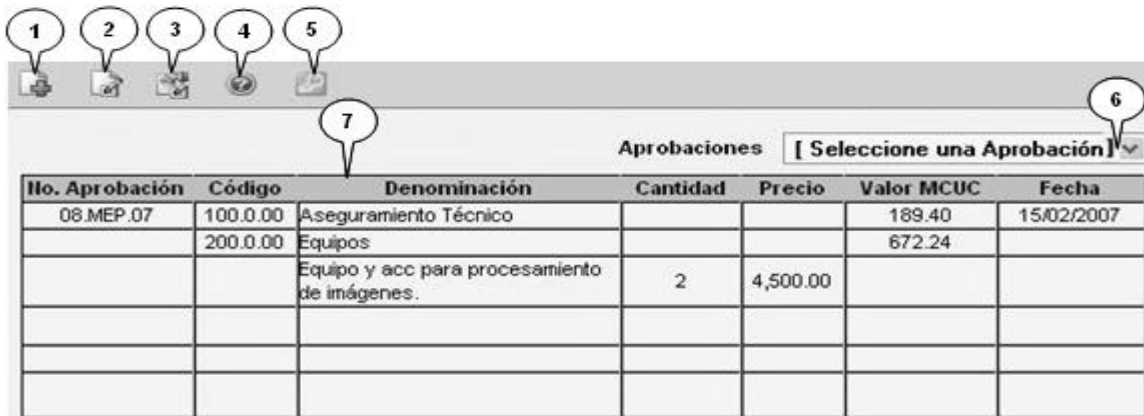 1 2 3 4 5
6
7
Aprobaciones [ Seleccione una Aprobación]
No. Aprobación Código Denominación Cantidad Precio Valor MCUC Fecha
08.MEP.07 100.0.00 Aseguramiento Técnico 189.40 15/02/2007
200.0.00 Equipos 672.24
Equipo y acc para procesamiento
de imágenes. 2 4,500.00